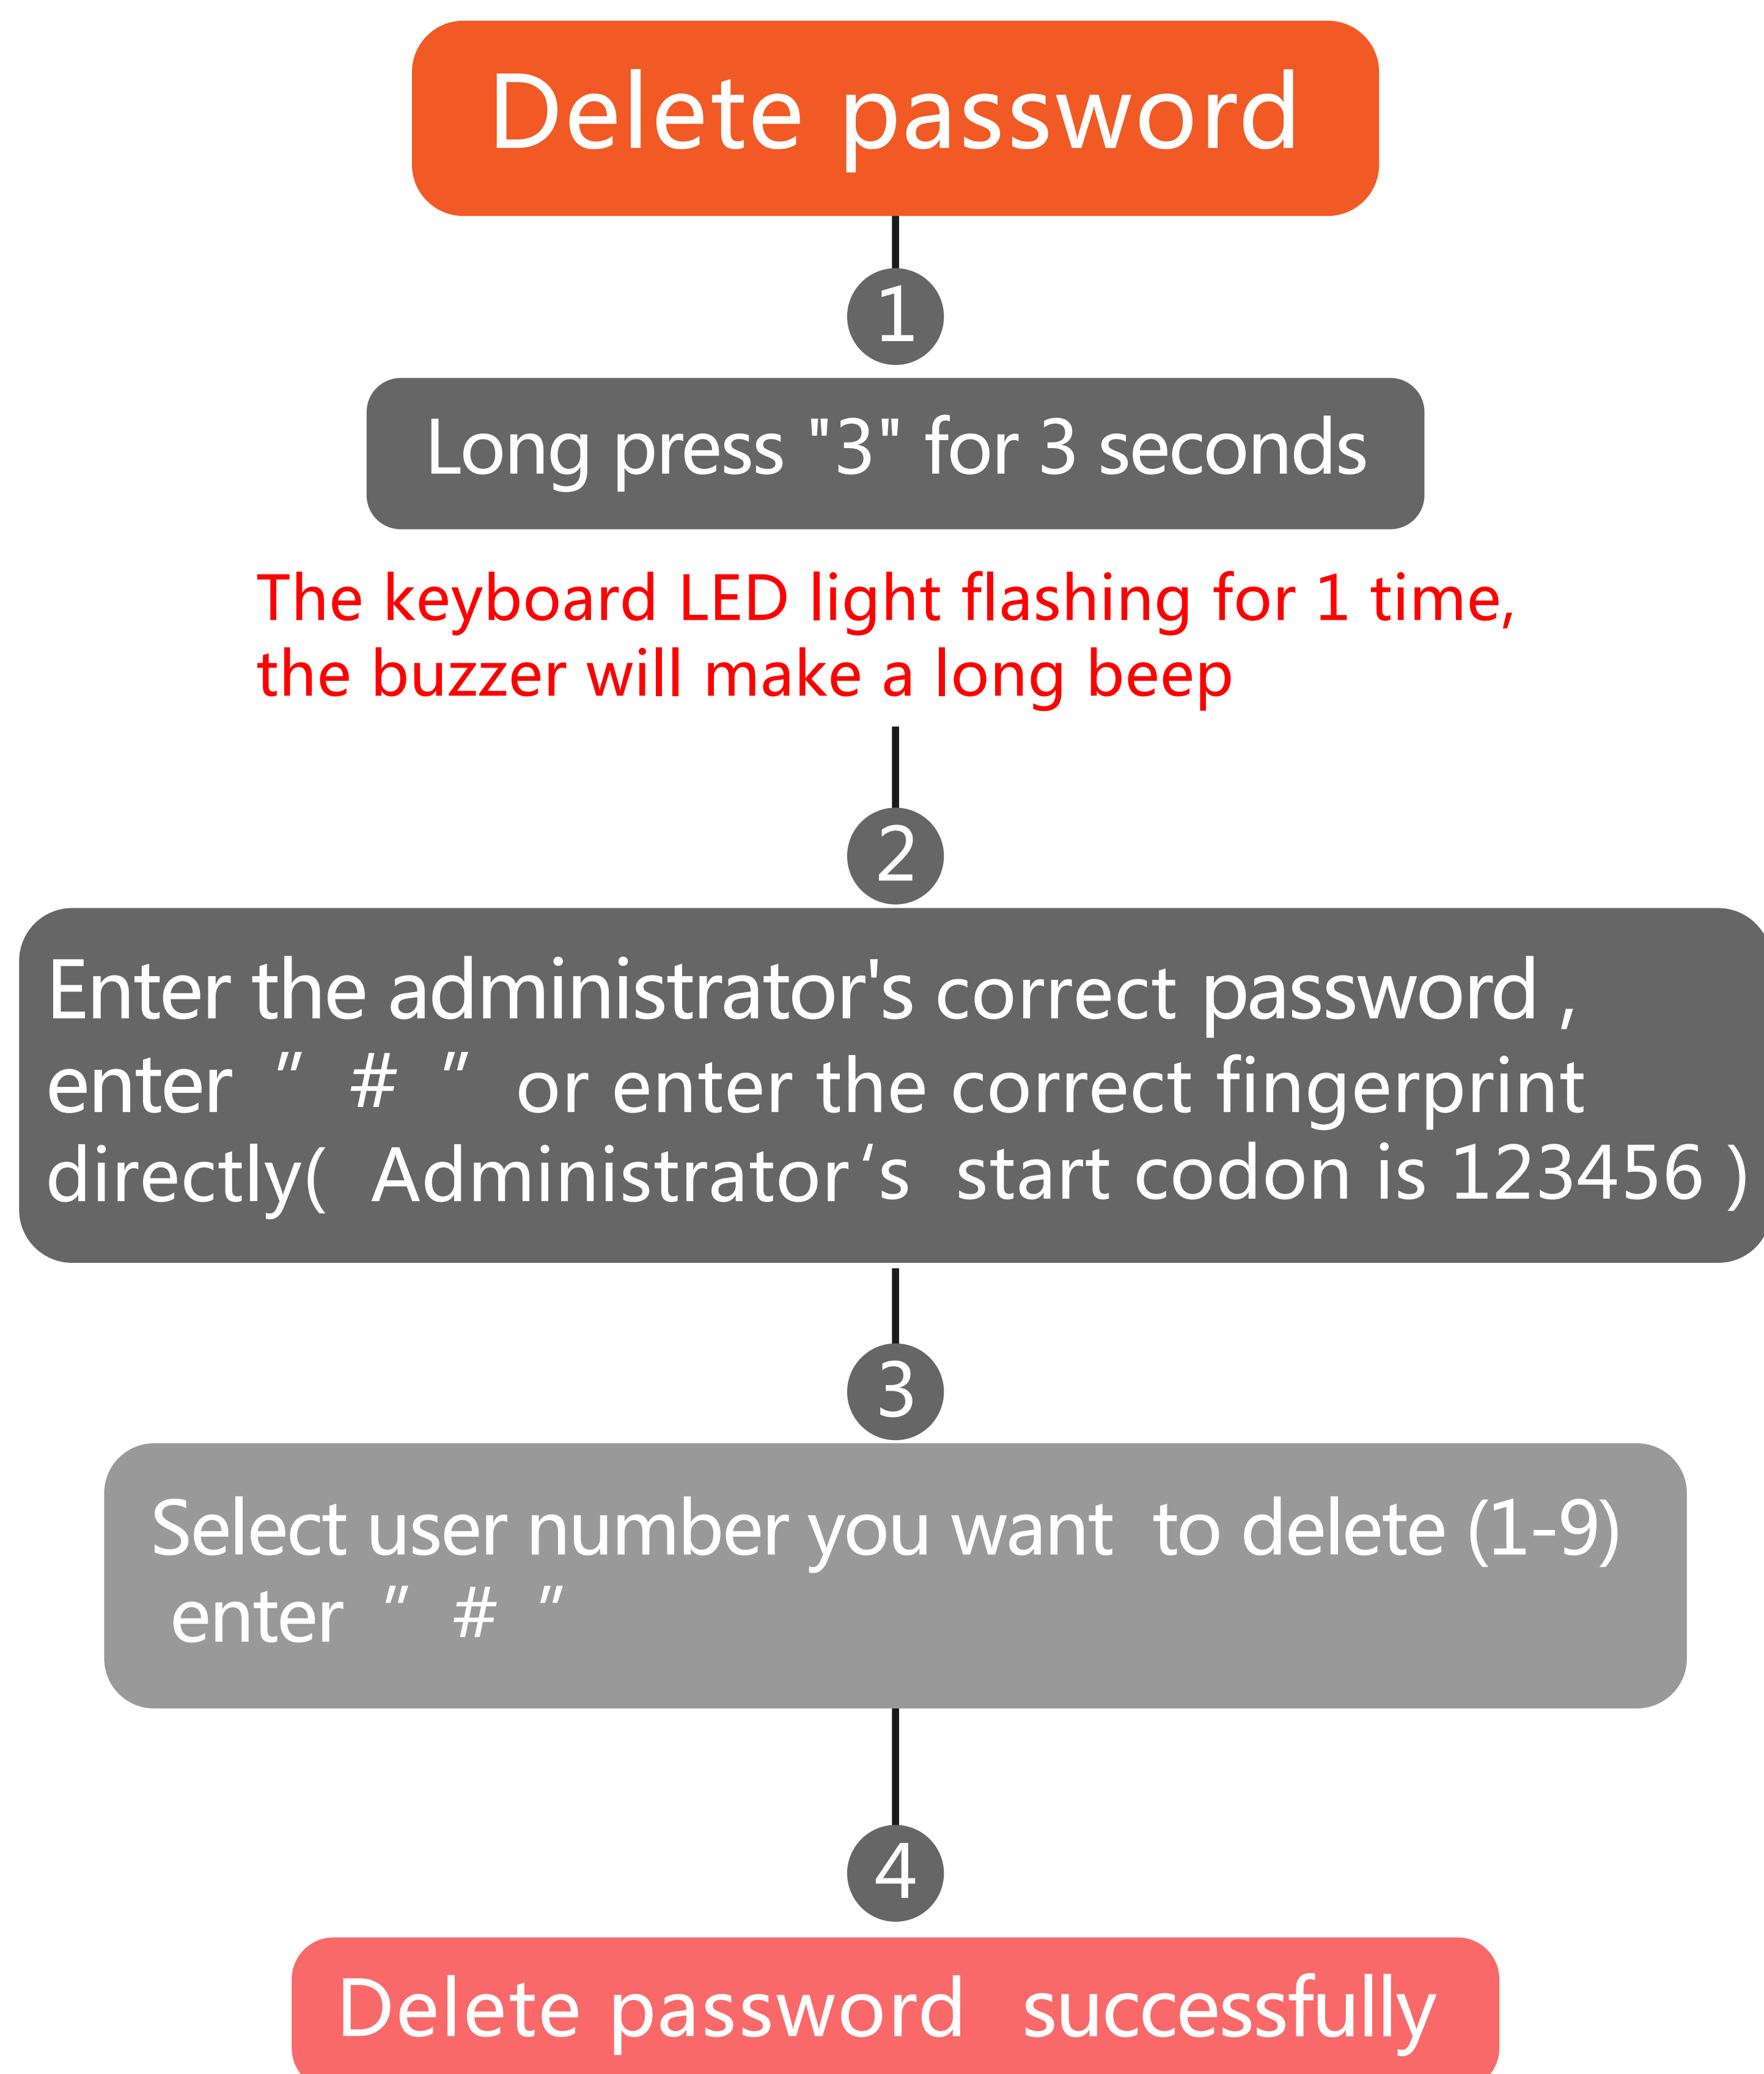 Delete password
1
Long press "3" for 3 seconds
The keyboard LED light flashing for 1 time,
the buzzer will make a long beep
2
Enter the administrator's correct password ,
enter " # " or enter the correct fingerprint
directly( Administrator's start codon is 123456 )
3
Select user number you want to delete (1-9)
enter " # "
4
Delete password successfully